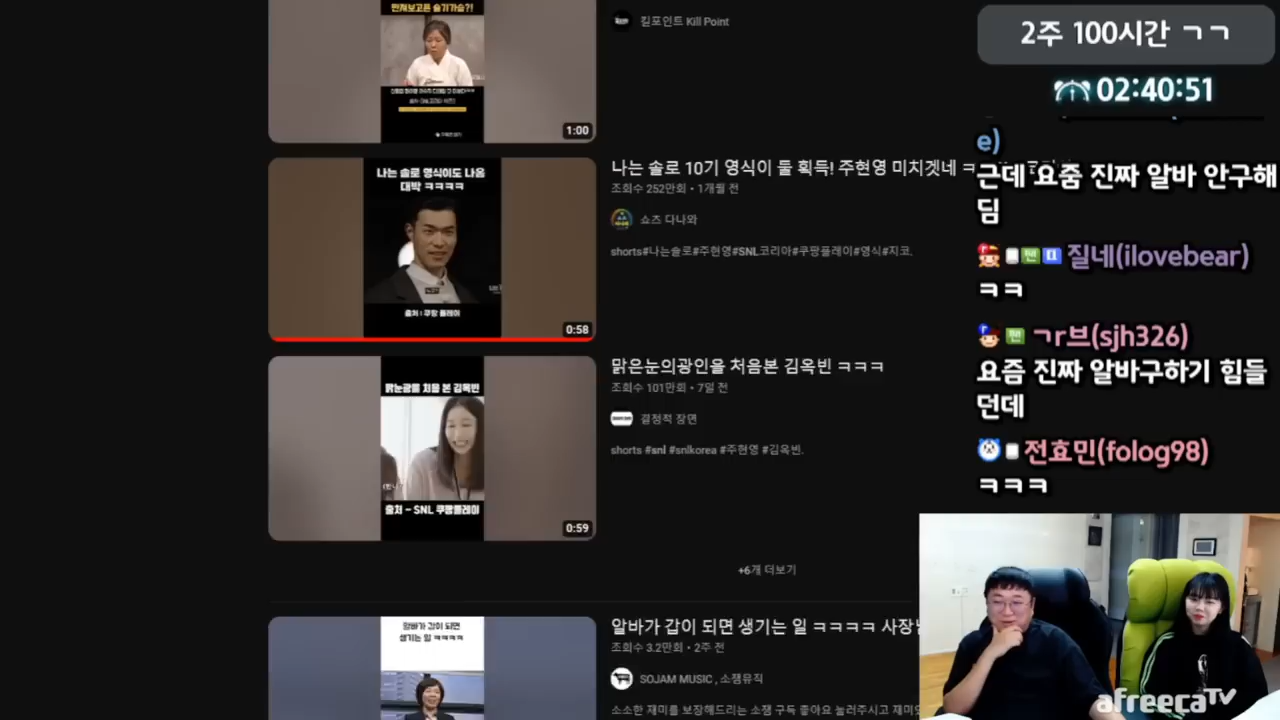 먼저보고픈 슬기가슴?!
1:00
킬포인트 Kill Point
나는 솔로 영식이도 나옴
대박 ㅋㅋㅋㅋ
출처 : 쿠팡 플레이
0:58
나는 솔로 10기 영식이 둘 획득! 주현영 미치겟네 ㅋ
조회수 252만회 • 1개월 전
쇼츠 다나와
shorts#나는솔로#주현영#SNL코리아#쿠팡플레이#영식#지코.
맑눈광을 처음 본 김옥빈
출처 - SNL 쿠팡플레이
0:59
맑은눈의광인을 처음본 김옥빈 ㅋㅋㅋ
조회수 101만회 • 7일 전
결정적 장면
shorts #snl #snlkorea #주현영 #김옥빈.
+6개 더보기
알바가 갑이 되면
생기는 일 ㅋㅋㅋㅋ
알바가 갑이 되면 생기는 일 ㅋㅋㅋㅋ 사장
조회수 3.2만회 • 2주 전
SOJAM MUSIC , 소잼뮤직
소소한 재미를 보장해드리는 소잼 구독 좋아요 눌러주시고 재미
2주 100시간 ㄱㄱ
02:40:51
e)
근데 요줌 진짜 알바 안구해
딤
질네(ilovebear)
ㅋㅋ
ㄱr브(sjh326)
요즘 진짜 알바구하기 힘들
던데
전효민(folog98)
ㅋㅋㅋ
afreecaTV